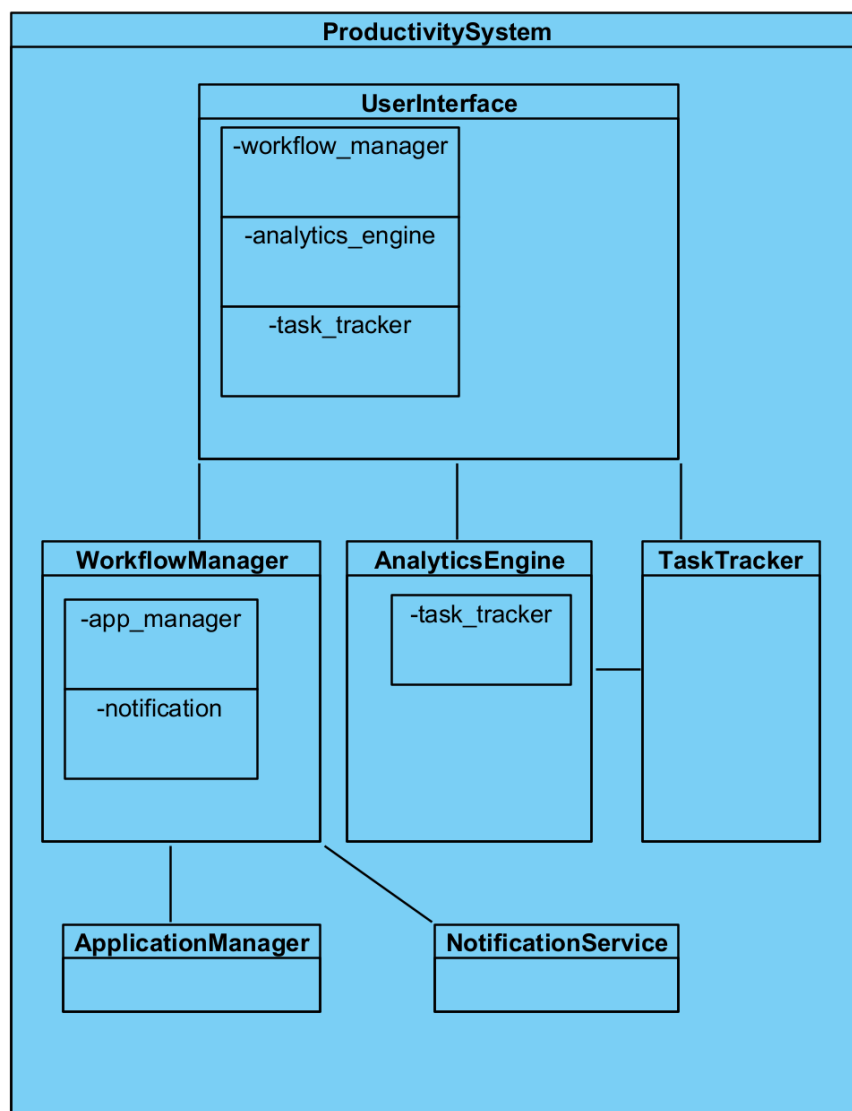 ProductivitySystem
UserInterface
-workflow_manager
-analytics_engine
-task_tracker
WorkflowManager
-app_manager
-notification
AnalyticsEngine
-task_tracker
TaskTracker
ApplicationManager
NotificationService